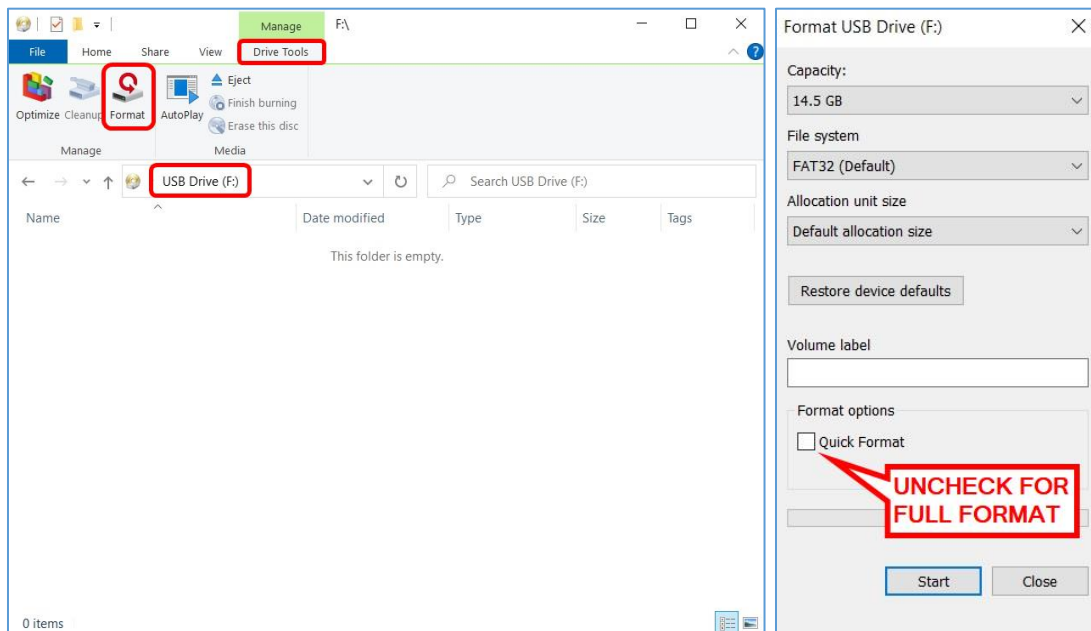 Manage F:\
File Home Share View Drive Tools
Optimize Cleanup Format AutoPlay
Eject
Finish burning
Erase this disc
Manage Media
USB Drive (F:) Search USB Drive (F:)
Name Date modified Type Size Tags
This folder is empty.
0 items
Format USB Drive (F:)
Capacity:
14.5 GB
File system
FAT32 (Default)
Allocation unit size
Default allocation size
Restore device defaults
Volume label
Format options
Quick Format
UNCHECK FOR
FULL FORMAT
Start Close